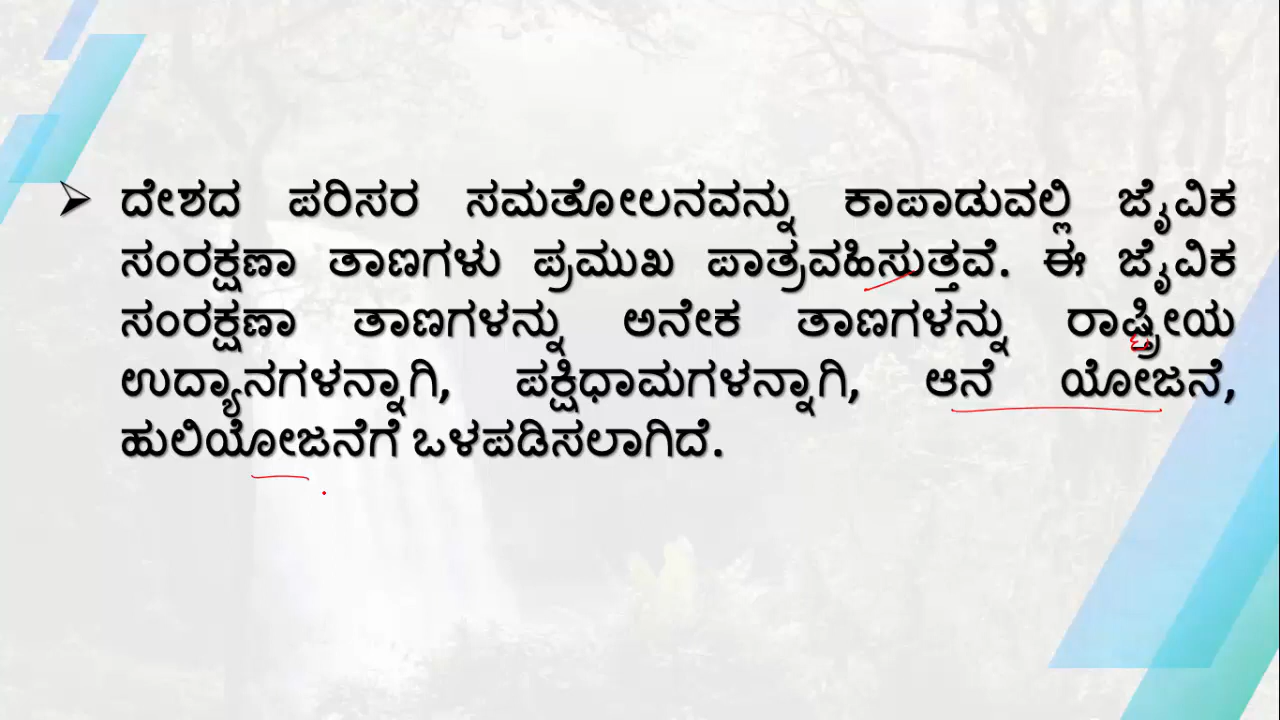 ದೇಶದ ಪರಿಸರ ಸಮತೋಲನವನ್ನು ಕಾಪಾಡುವಲ್ಲಿ ಜೈವಿಕ
ಸಂರಕ್ಷಣಾ ತಾಣಗಳು ಪ್ರಮುಖ ಪಾತ್ರವಹಿಸುತ್ತವೆ. ಈ ಜೈವಿಕ
ಸಂರಕ್ಷಣಾ ತಾಣಗಳನ್ನು ಅನೇಕ ತಾಣಗಳನ್ನು ರಾಷ್ಟ್ರೀಯ
ಉದ್ಯಾನಗಳನ್ನಾಗಿ, ಪಕ್ಷಿಧಾಮಗಳನ್ನಾಗಿ, ಆನೆ ಯೋಜನೆ,
ಹುಲಿಯೋಜನೆಗೆ ಒಳಪಡಿಸಲಾಗಿದೆ.